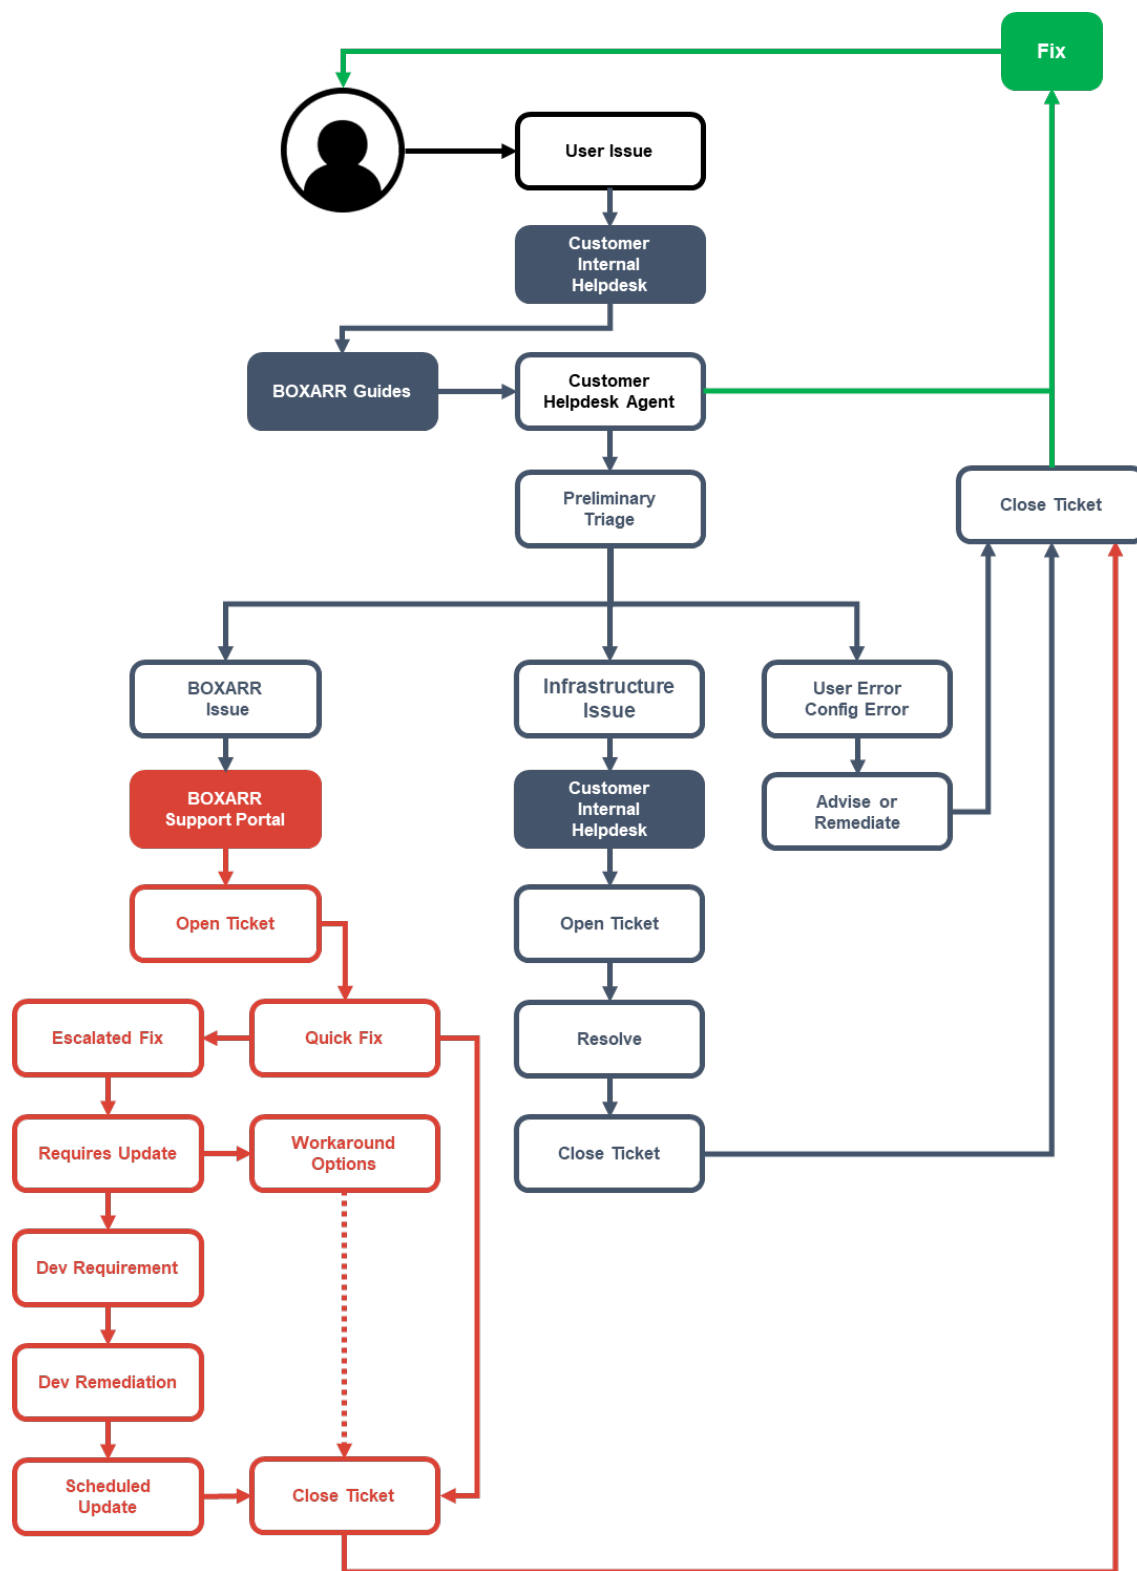 Fix
User Issue
Customer
Internal
Helpdesk
BOXARR Guides
Customer
Helpdesk Agent
Preliminary
Triage
Close Ticket
BOXARR
Issue
Infrastructure
Issue
User Error
Config Error
BOXARR
Support Portal
Customer
Internal
Helpdesk
Advise or
Remediate
Open Ticket
Open Ticket
Escalated Fix
Quick Fix
Resolve
Requires Update
Workaround
Options
Close Ticket
Dev Requirement
Dev Remediation
Scheduled
Update
Close Ticket